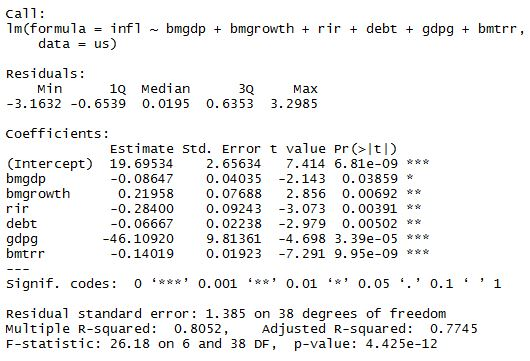 Call:
lm(formula = infl ~ bmgdp + bmgrowth + rir + debt + gdpg + bmtrr,
    data = us)
Residuals:
    Min      1Q  Median      3Q     Max
-3.1632 -0.6539  0.0195  0.6353  3.2985
Coefficients:
             Estimate Std. Error t value Pr(>|t|)
(Intercept)  19.69534    2.65634   7.414 6.81e-09 ***
bmgdp        -0.08647    0.04035  -2.143  0.03859 *
bmgrowth      0.21958    0.07688   2.856  0.00692 **
rir          -0.28400    0.09243  -3.073  0.00391 **
debt         -0.06667    0.02238  -2.979  0.00502 **
gdpg        -46.10920    9.81361  -4.698 3.39e-05 ***
bmtrr        -0.14019    0.01923  -7.291 9.95e-09 ***
---
Signif. codes:  0 ‘***’ 0.001 ‘**’ 0.01 ‘*’ 0.05 ‘.’ 0.1 ‘ ’ 1
Residual standard error: 1.385 on 38 degrees of freedom
Multiple R-squared:  0.8052,    Adjusted R-squared:  0.7745
F-statistic: 26.18 on 6 and 38 DF,  p-value: 4.425e-12